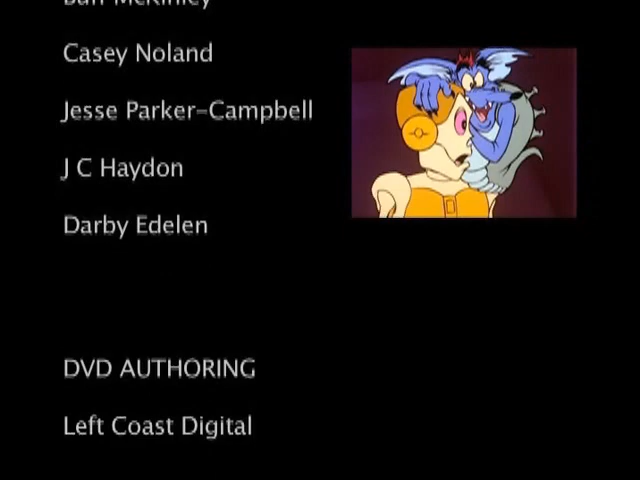 Casey Noland
Jesse Parker-Campbell
J C Haydon
Darby Edelen
DVD AUTHORING
Left Coast Digital